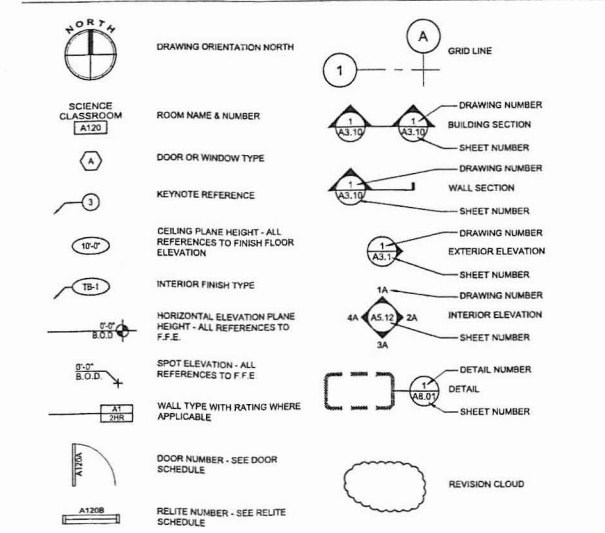 NORTH
DRAWING ORIENTATION NORTH
SCIENCE
CLASSROOM
A120
ROOM NAME & NUMBER
A
DOOR OR WINDOW TYPE
3
KEYNOTE REFERENCE
10'-0"
CEILING PLANE HEIGHT - ALL
REFERENCES TO FINISH FLOOR
ELEVATION
TB-1
INTERIOR FINISH TYPE
0'-0"
B.O.D
HORIZONTAL ELEVATION PLANE
HEIGHT - ALL REFERENCES TO
F.F.E.
0'-0"
B.O.D.
SPOT ELEVATION - ALL
REFERENCES TO F.F.E
A1
2HR
WALL TYPE WITH RATING WHERE
APPLICABLE
A120A
DOOR NUMBER - SEE DOOR
SCHEDULE
A120B
RELITE NUMBER - SEE RELITE
SCHEDULE
A
1
GRID LINE
1
A3.10
1
A3.10
DRAWING NUMBER
BUILDING SECTION
SHEET NUMBER
1
A3.10
DRAWING NUMBER
WALL SECTION
SHEET NUMBER
1
A3.1
DRAWING NUMBER
EXTERIOR ELEVATION
SHEET NUMBER
1A
4A
A5.12
2A
3A
DRAWING NUMBER
INTERIOR ELEVATION
SHEET NUMBER
1
A8.01
DETAIL NUMBER
DETAIL
SHEET NUMBER
REVISION CLOUD